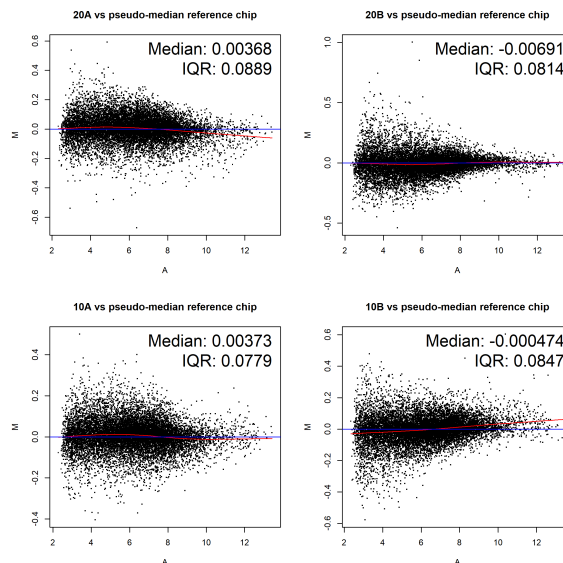 20A vs pseudo-median reference chip
Median: 0.00368
IQR: 0.0889
0.6
0.4
0.2
0.0
-0.2
-0.4
-0.6
M
2 4 6 8 10 12
A
20B vs pseudo-median reference chip
Median: -0.00691
IQR: 0.0814
1.0
0.5
0.0
-0.5
M
2 4 6 8 10 12
A
10A vs pseudo-median reference chip
Median: 0.00373
IQR: 0.0779
0.4
0.2
0.0
-0.2
-0.4
M
2 4 6 8 10 12
A
10B vs pseudo-median reference chip
Median: -0.000474
IQR: 0.0847
0.6
0.4
0.2
0.0
-0.2
-0.4
-0.6
M
2 4 6 8 10 12
A